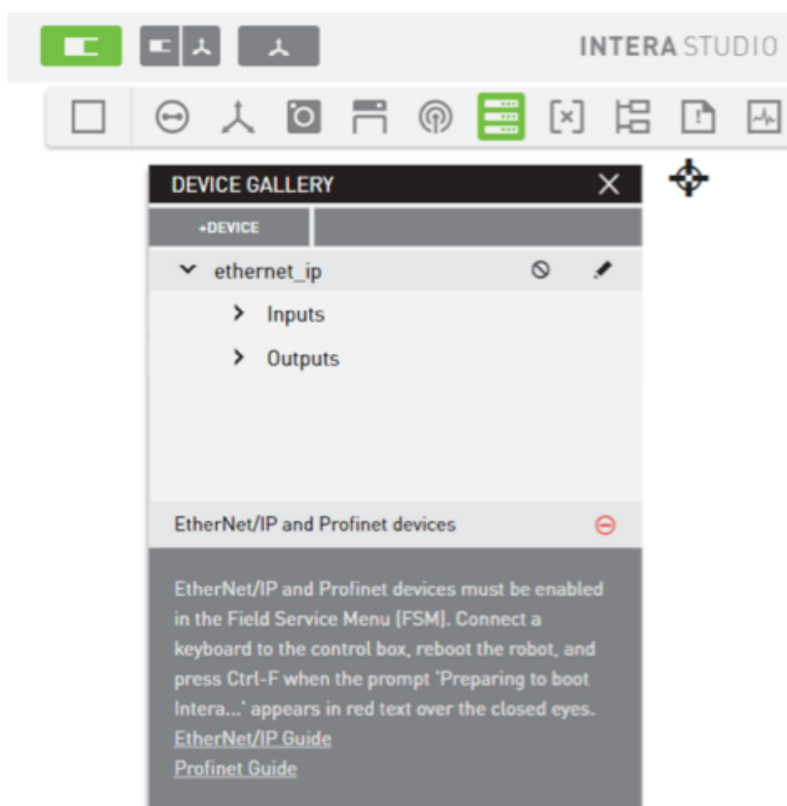 INTERA STUDIO
DEVICE GALLERY
+DEVICE
ethernet_ip
Inputs
Outputs
EtherNet/IP and Profinet devices
EtherNet/IP and Profinet devices must be enabled
in the Field Service Menu (FSM). Connect a
keyboard to the control box, reboot the robot, and
press Ctrl-F when the prompt 'Preparing to boot
Intera...' appears in red text over the closed eyes.
EtherNet/IP Guide
Profinet Guide